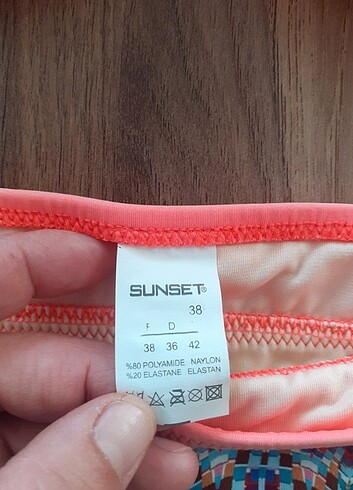 SUNSET®
38
F D
38 36 42
%80 POLYAMIDE NAYLON
%20 ELASTANE ELASTAN